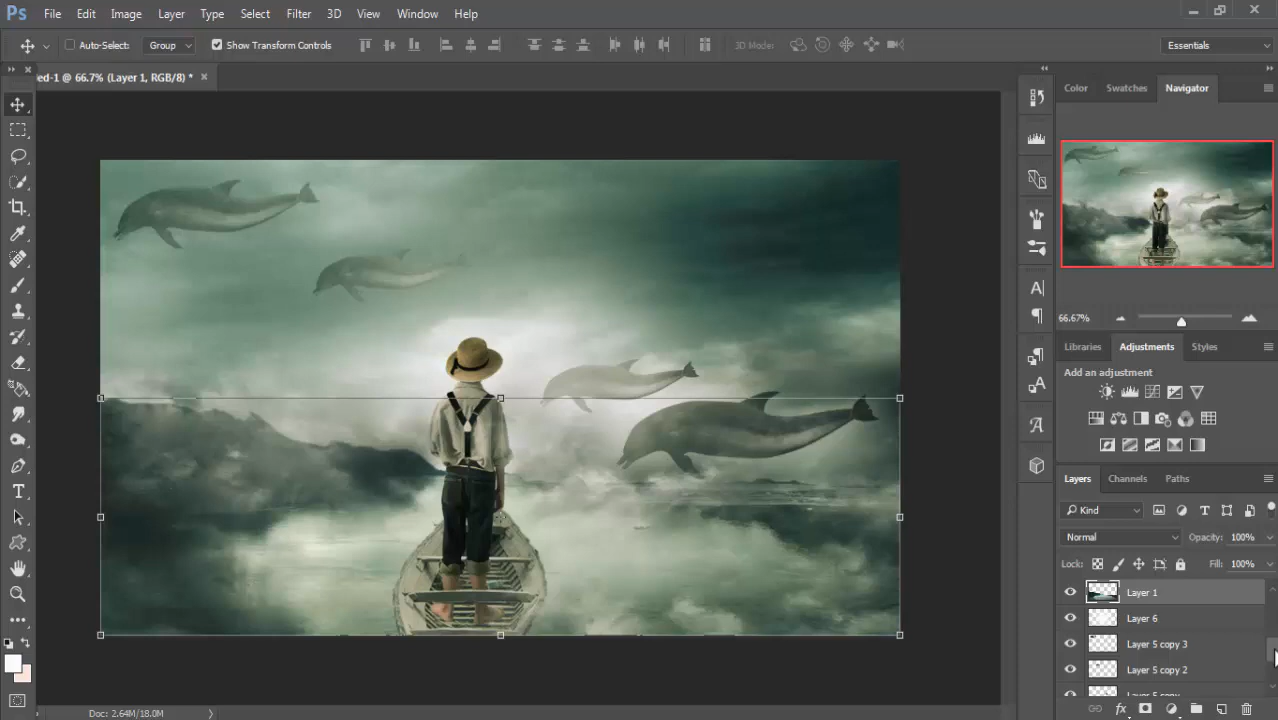 Ps File Edit Image Layer Type Select Filter 3D View Window Help
Auto-Select: Group Show Transform Controls 3D Mode: Essentials
ed-1 @ 66.7% (Layer 1, RGB/8) * ×
Color Swatches Navigator
66.67%
Libraries Adjustments Styles
Add an adjustment
Layers Channels Paths
Kind
Normal Opacity: 100%
Lock: Fill: 100%
Layer 1
Layer 6
Layer 5 copy 3
Layer 5 copy 2
Layer 5 copy
Doc: 2.64M/18.0M